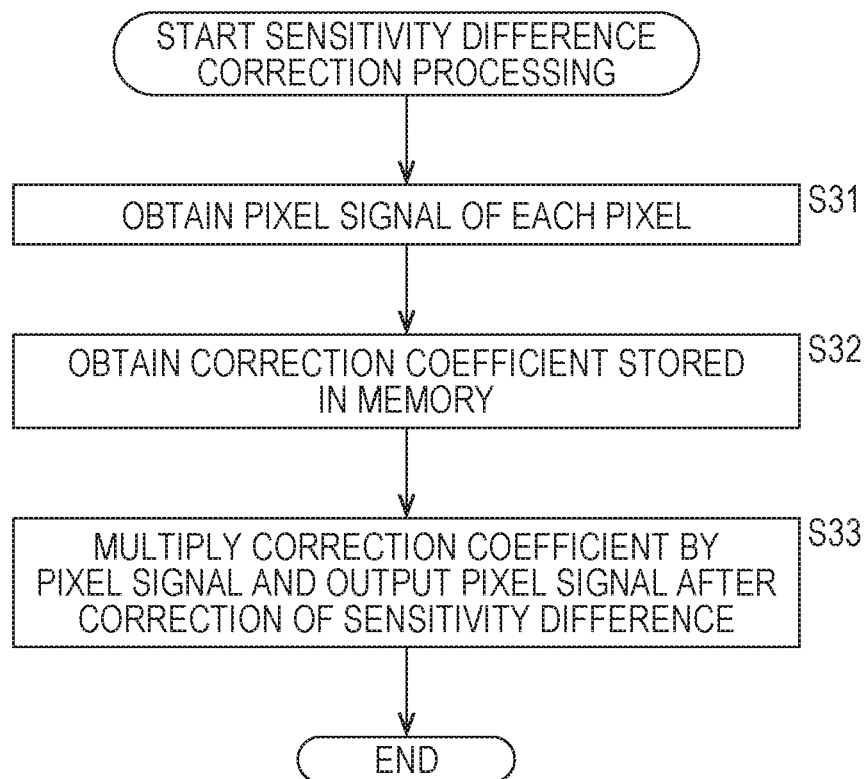 START SENSITIVITY DIFFERENCE
CORRECTION PROCESSING
OBTAIN PIXEL SIGNAL OF EACH PIXEL
S31
OBTAIN CORRECTION COEFFICIENT STORED
IN MEMORY
S32
MULTIPLY CORRECTION COEFFICIENT BY
PIXEL SIGNAL AND OUTPUT PIXEL SIGNAL AFTER
CORRECTION OF SENSITIVITY DIFFERENCE
S33
END